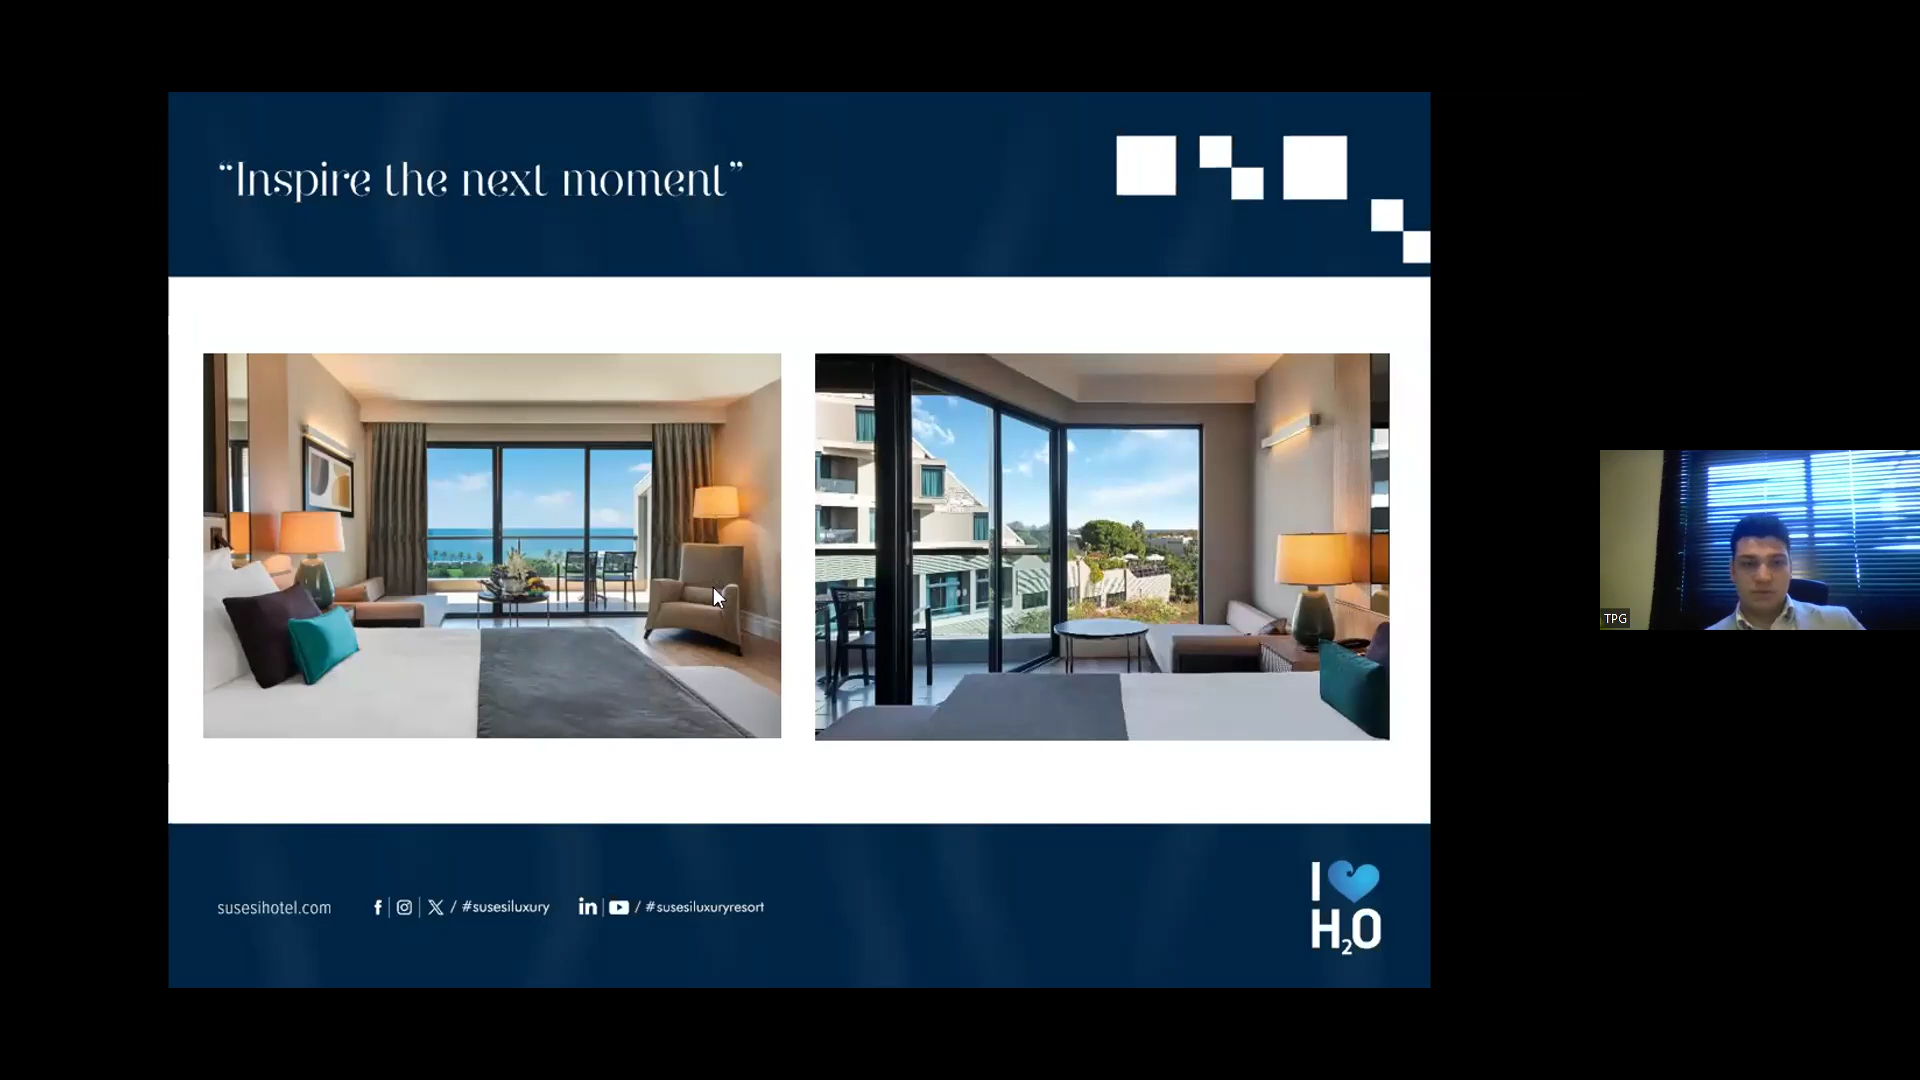 “Inspire the next moment”
TPG
susesihotel.com
/ #susesiluxury
/ #susesiluxuryresort
I
H₂O